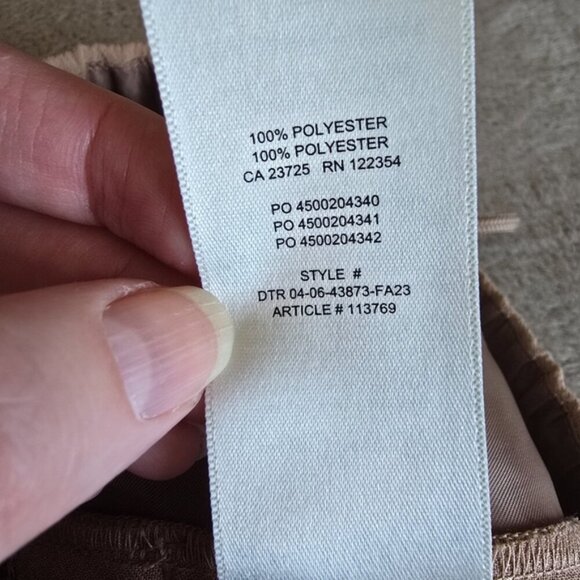 100% POLYESTER
100% POLYESTER
CA 23725 RN 122354
PO 4500204340
PO 4500204341
PO 4500204342
STYLE #
DTR 04-06-43873-FA23
ARTICLE # 113769